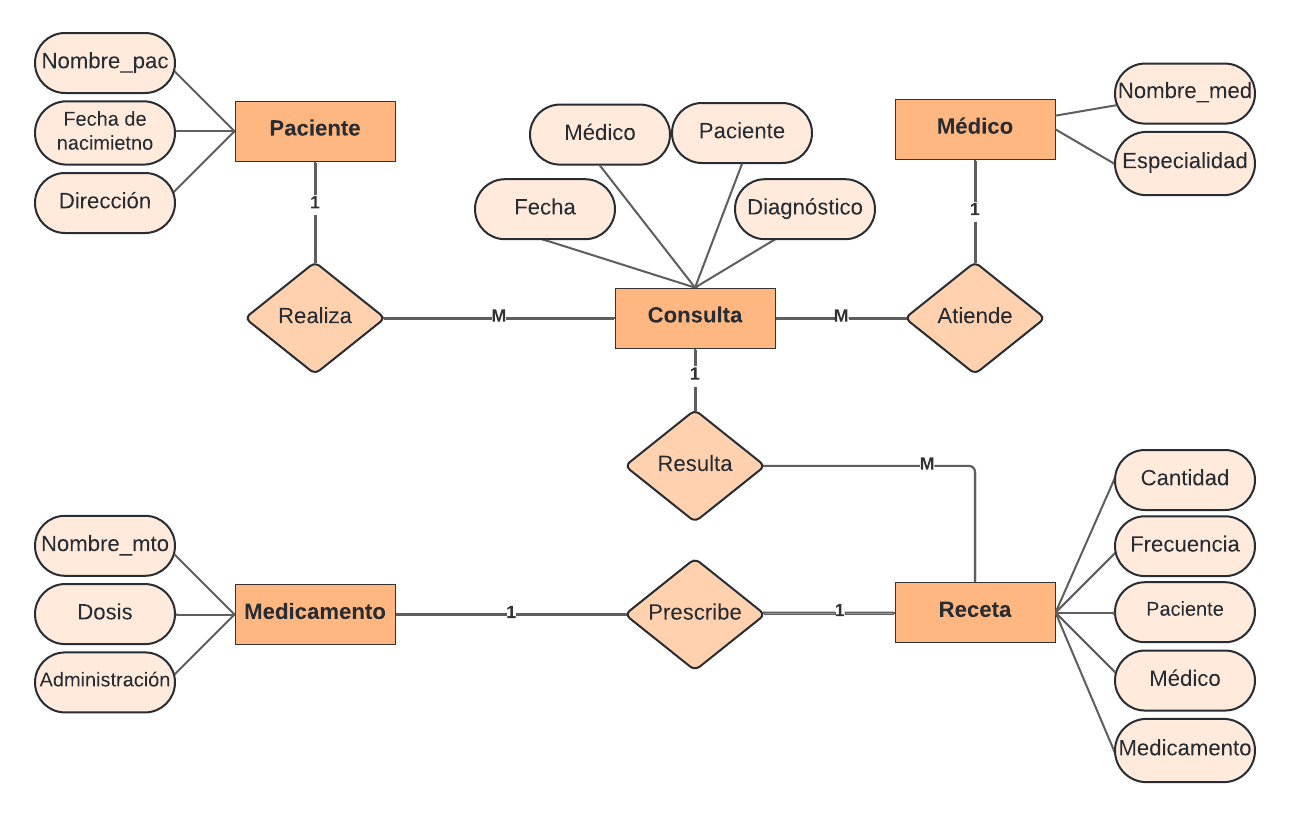 Nombre_pac
Fecha de
nacimietno
Dirección
Paciente
Médico
Paciente
Fecha
Diagnóstico
Médico
Nombre_med
Especialidad
1
1
Realiza
M
Consulta
M
Atiende
1
Resulta
M
Cantidad
Frecuencia
Paciente
Médico
Medicamento
Nombre_mto
Dosis
Administración
Medicamento
1
Prescribe
1
Receta